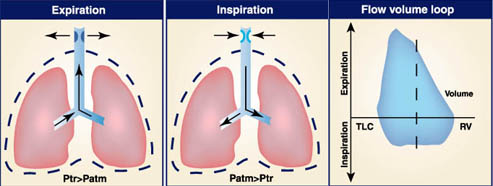 Expiration
Ptr>Patm
Inspiration
Patm>Ptr
Flow volume loop
Expiration
Volume
TLC
RV
Inspiration